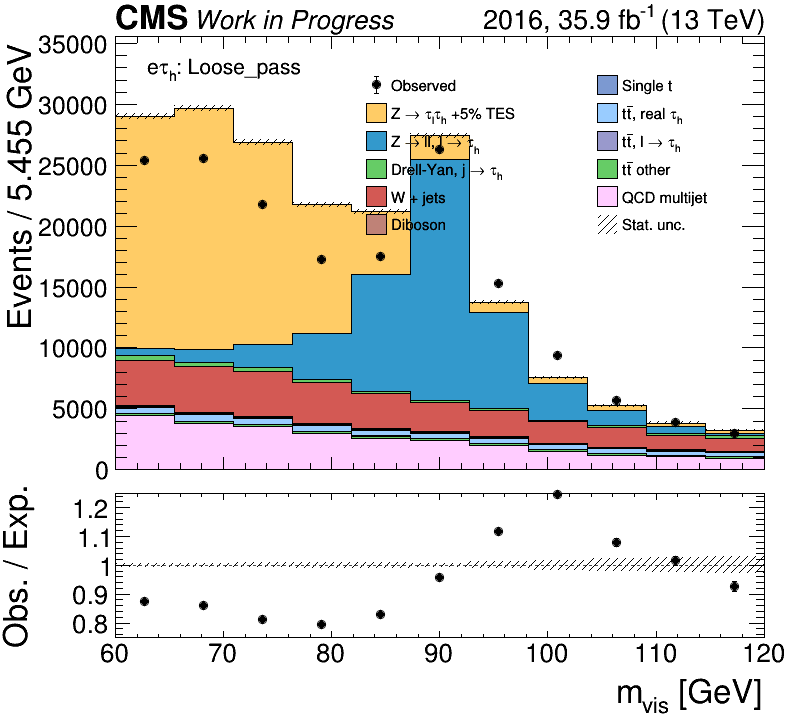 CMS Work in Progress 2016, 35.9 fb⁻¹ (13 TeV)
eτₕ: Loose_pass
Observed
Z → τₗτₕ +5% TES
Z → ll, l → τₕ
Drell-Yan, j → τₕ
W + jets
Diboson
Single t
tt̄, real τₕ
tt̄, l → τₕ
tt̄ other
QCD multijet
Stat. unc.
Events / 5.455 GeV
35000
30000
25000
20000
15000
10000
5000
0
Obs. / Exp.
1.2
1.1
1
0.9
0.8
60 70 80 90 100 110 120
m_vis [GeV]